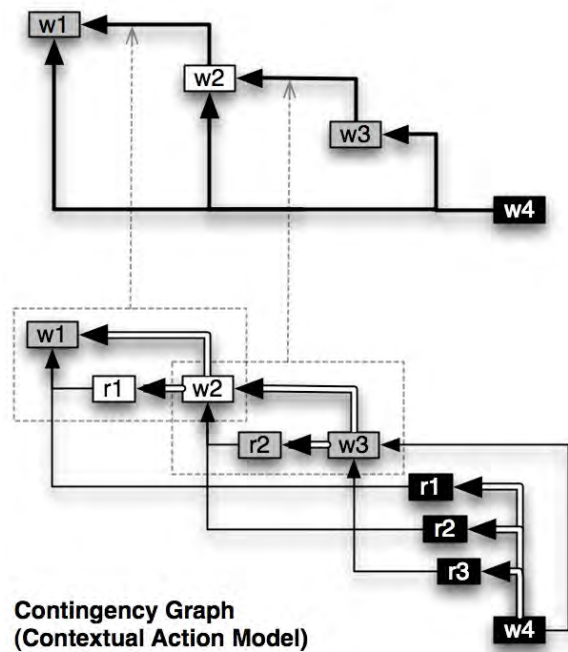 w1
w2
w3
w4
w1
r1
w2
r2
w3
r1
r2
r3
Contingency Graph
(Contextual Action Model)
w4